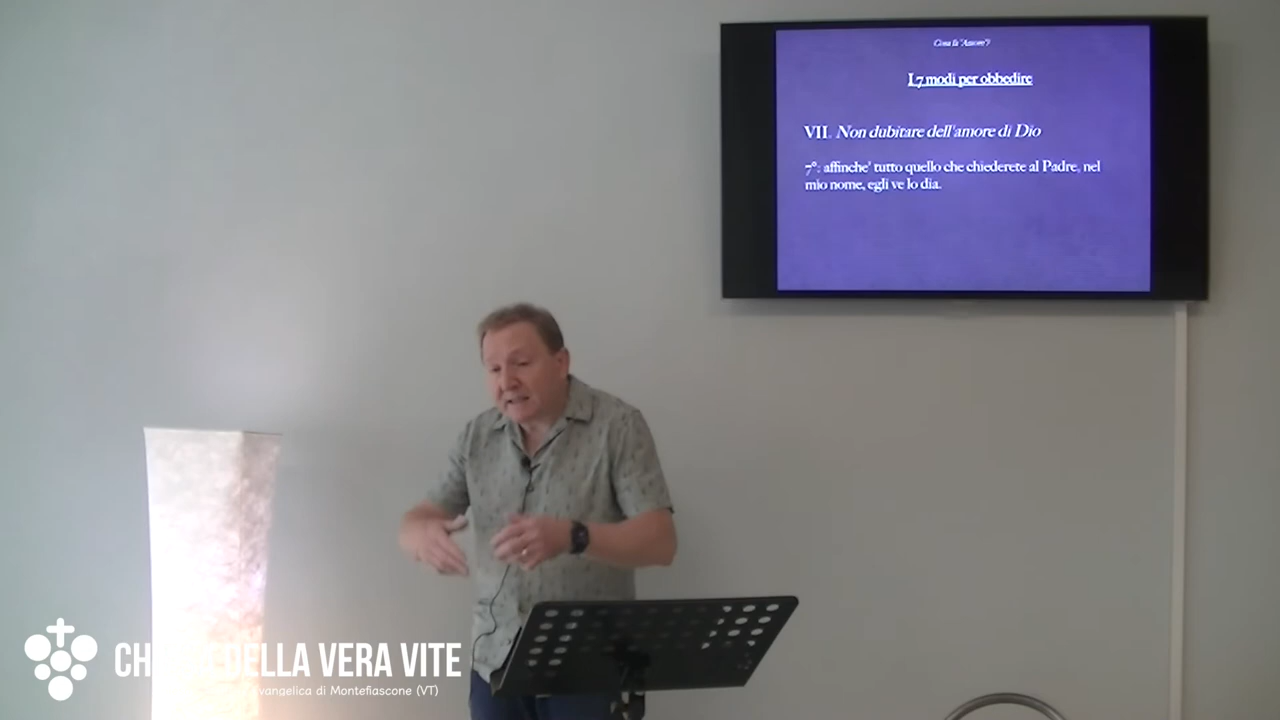 Cosa fa "Amore"?
I 7 modi per obbedire
VII. Non dubitare dell'amore di Dio
7°: affinche' tutto quello che chiederete al Padre, nel
mio nome, egli ve lo dia.
DELLA VERA VITE
vangelica di Montefiascone (VT)